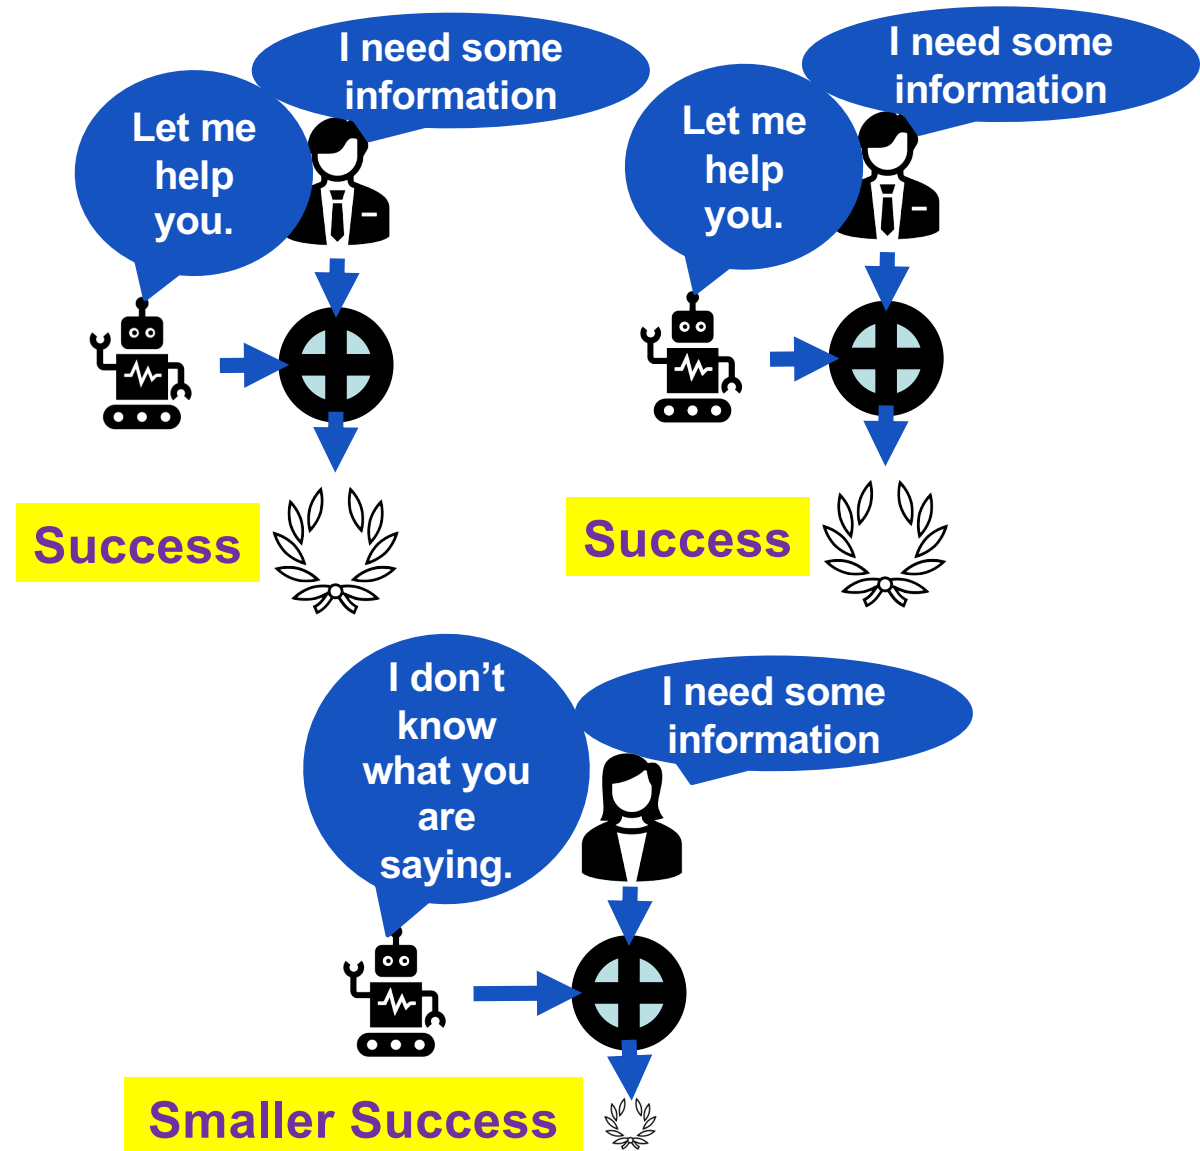 I need some
information
Let me
help
you.
Success
I need some
information
Let me
help
you.
Success
I need some
information
I don’t
know
what you
are
saying.
Smaller Success